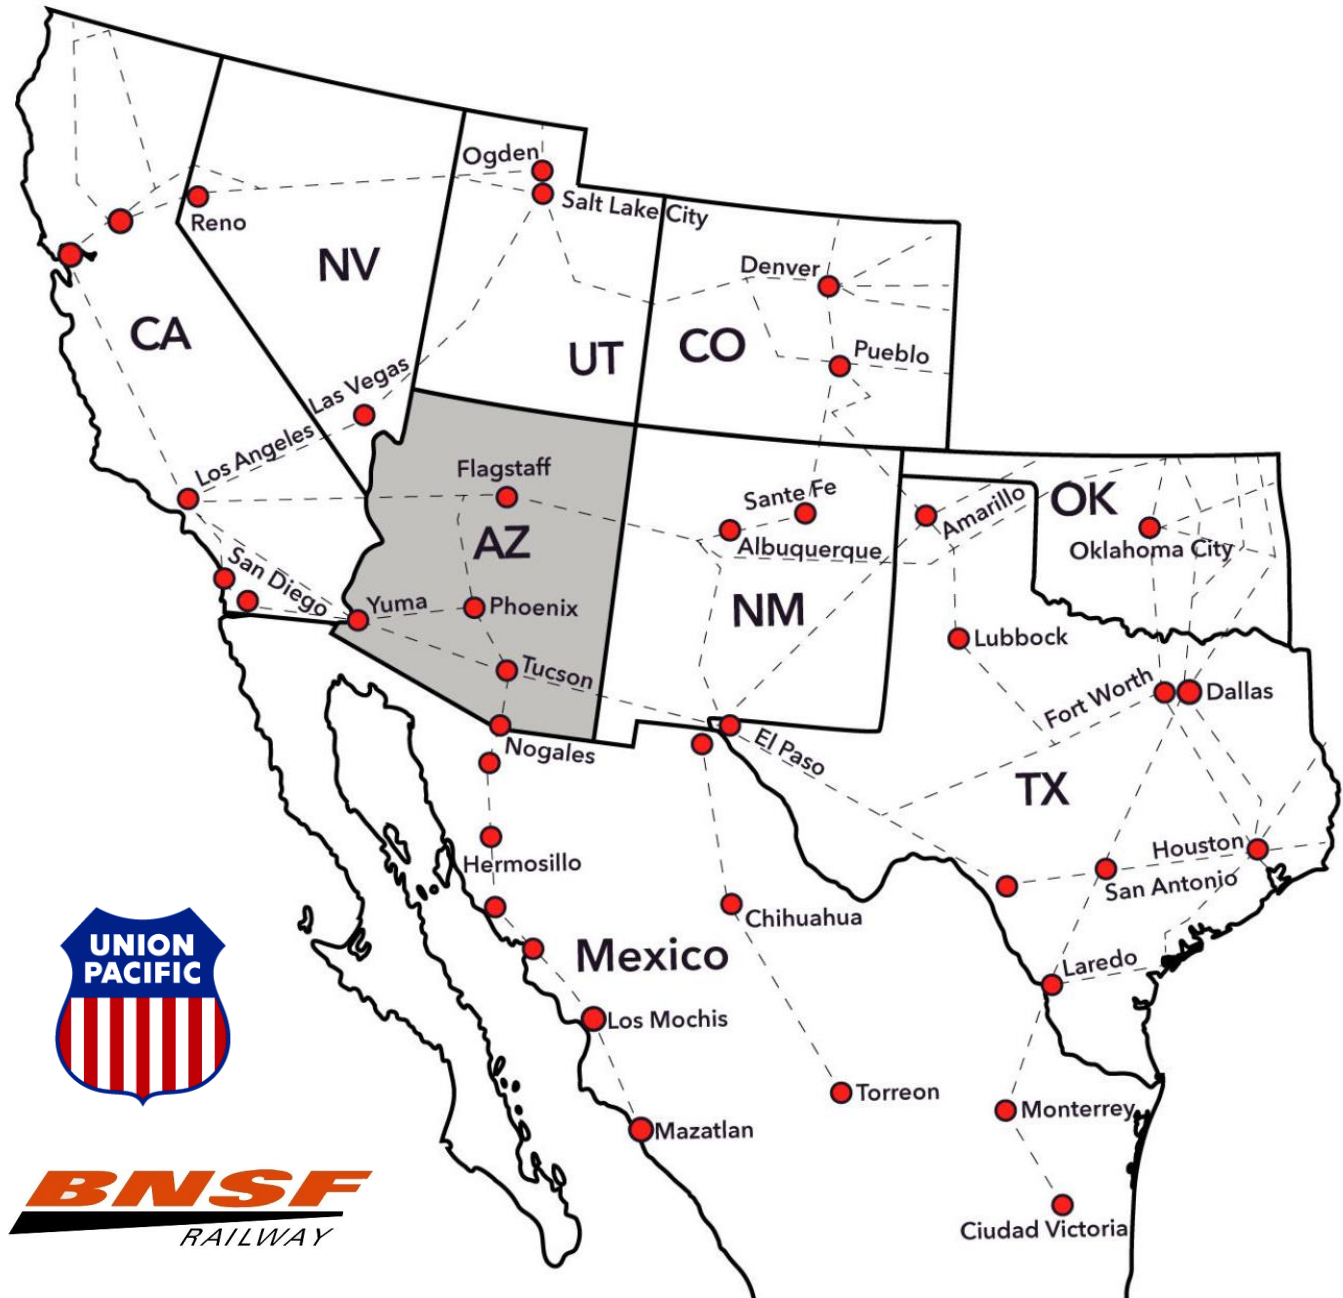 Ogden
Salt Lake City
Reno
NV
Denver
CA
UT
CO
Pueblo
Las Vegas
Los Angeles
Flagstaff
Sante Fe
Amarillo
OK
AZ
Albuquerque
Oklahoma City
San Diego
Yuma
Phoenix
NM
Lubbock
Tucson
Fort Worth
Dallas
Nogales
El Paso
TX
Hermosillo
Houston
San Antonio
Chihuahua
UNION
PACIFIC
Mexico
Laredo
Los Mochis
Torreon
Monterrey
Mazatlan
BNSF
RAILWAY
Ciudad Victoria